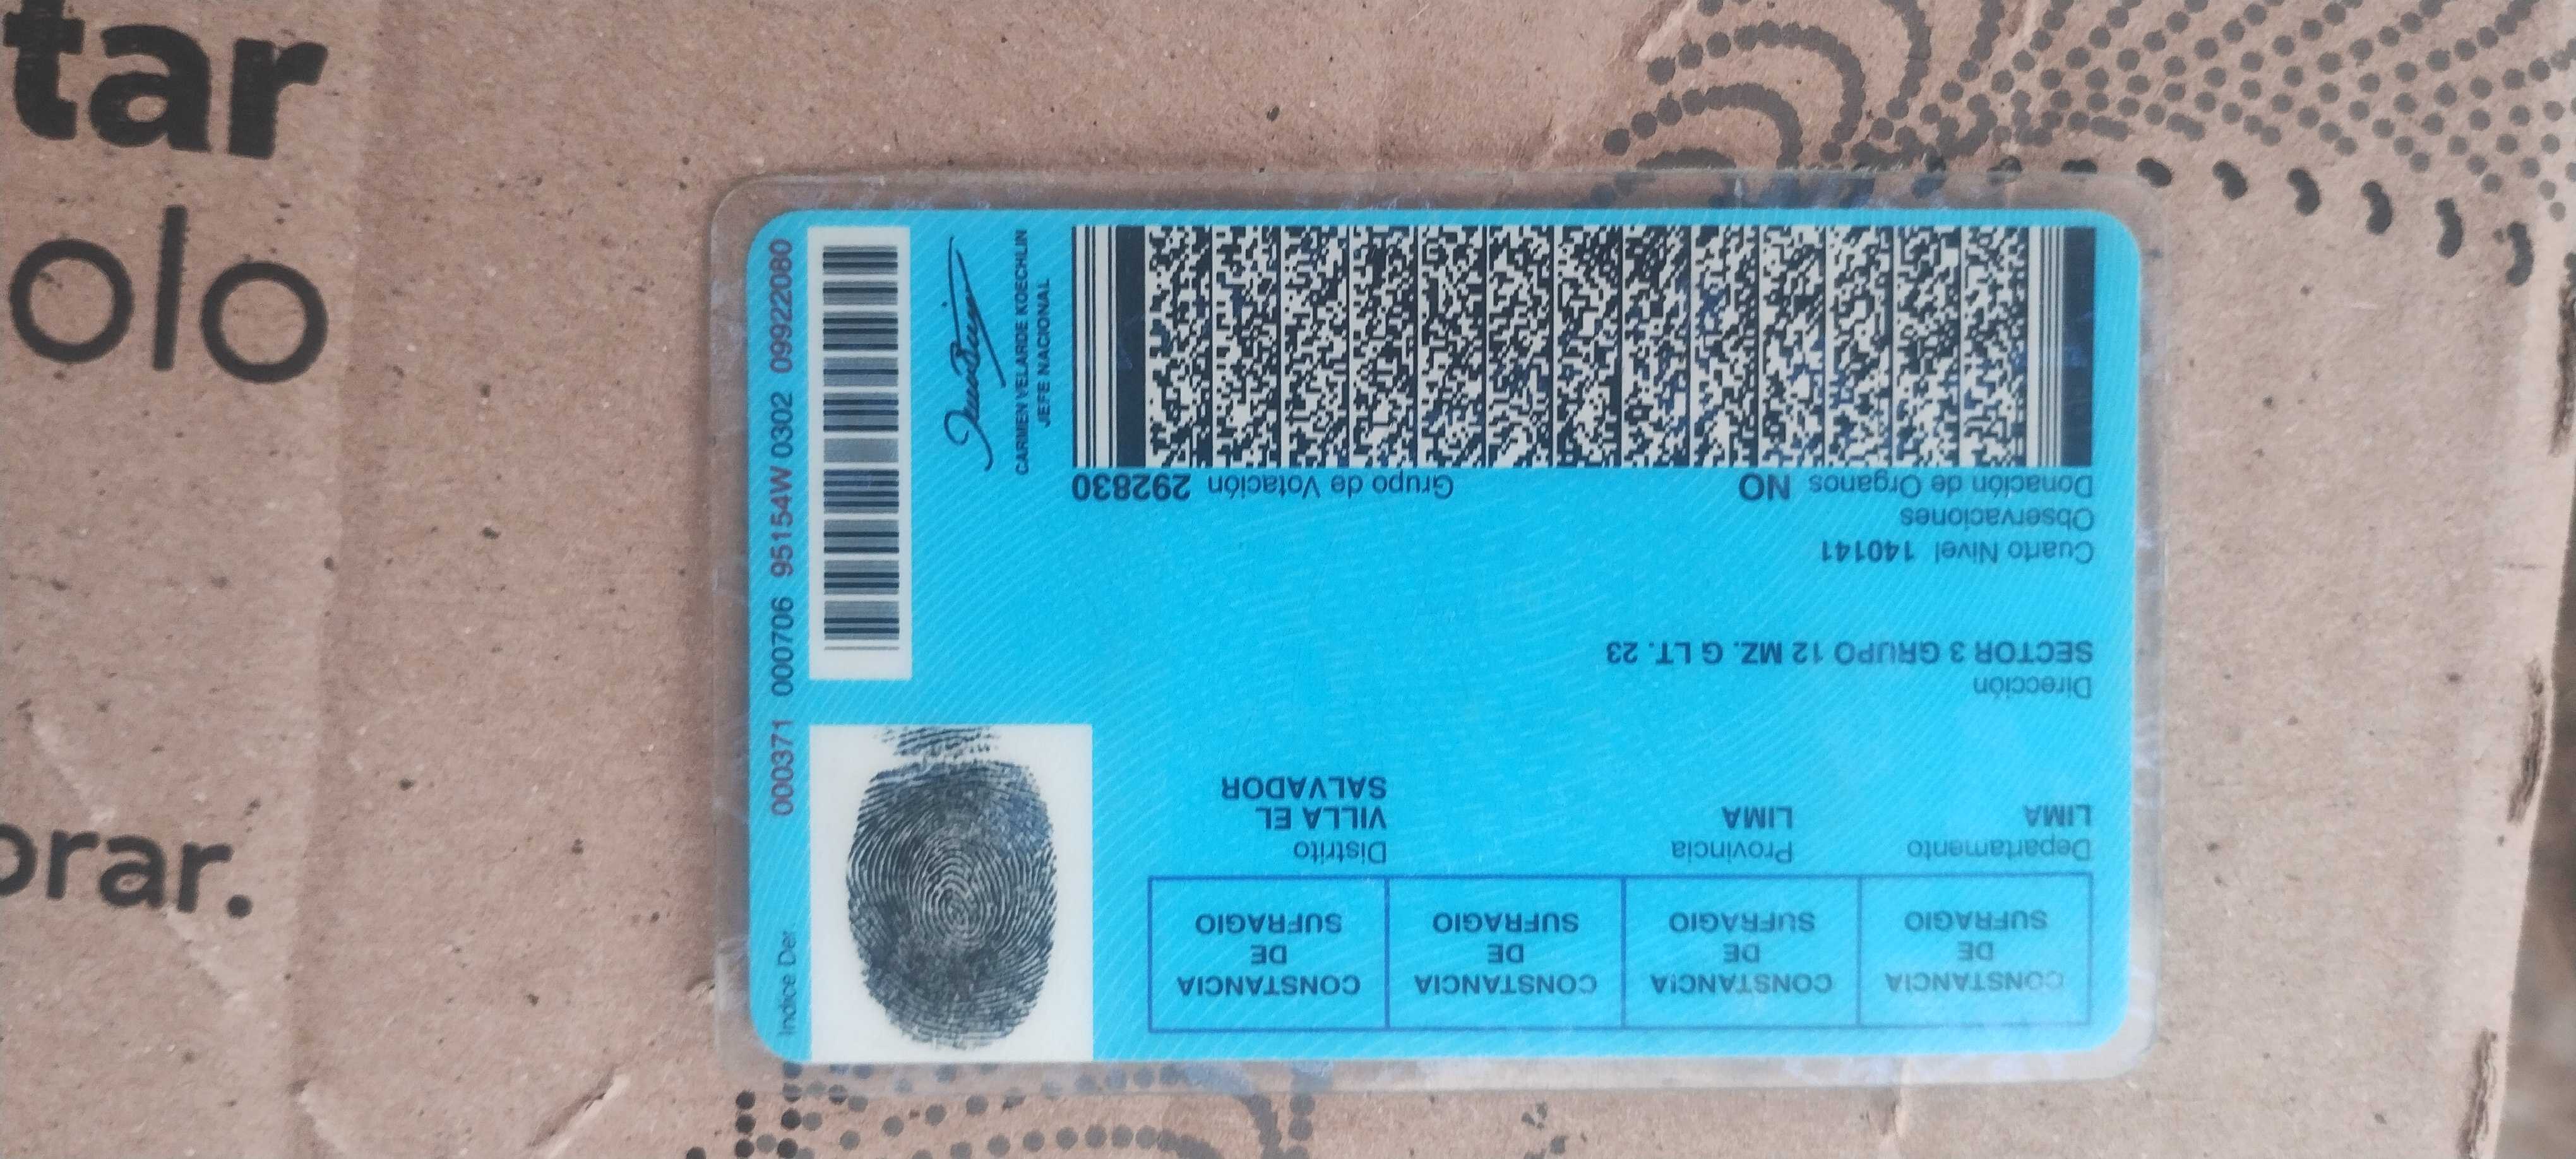 CONSTANCIA DE SUFRAGIO
CONSTANCIA DE SUFRAGIO
CONSTANCIA DE SUFRAGIO
CONSTANCIA DE SUFRAGIO
Departamento
LIMA
Provincia
LIMA
Distrito
VILLA EL
SALVADOR
Dirección
SECTOR 3 GRUPO 12 MZ. G LT. 23
Cuarto Nivel 140141
Observaciones
Donación de Organos NO
Grupo de Votación 292830
Indice Der.
000371 000706 95154W 0302 09922080
CARMEN VELARDE KOECHLIN
JEFE NACIONAL
tar
olo
orar.